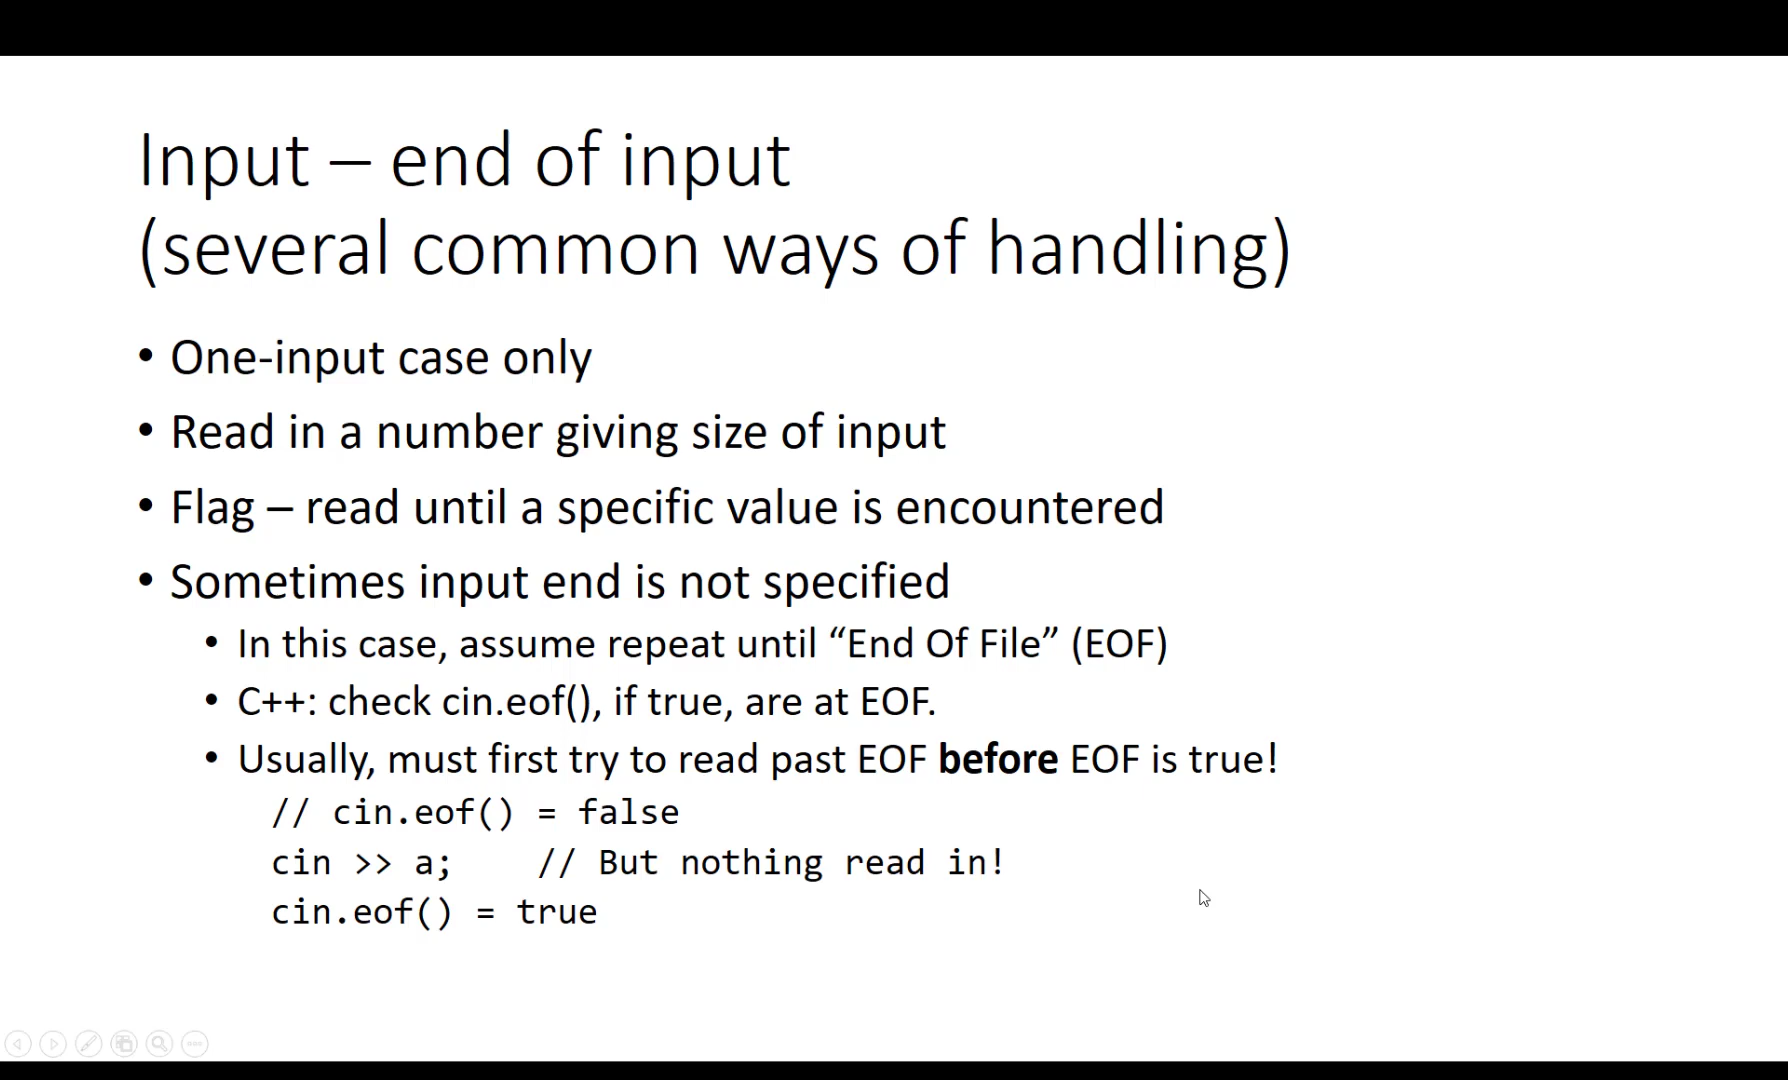 Input – end of input
(several common ways of handling)
• One-input case only
• Read in a number giving size of input
• Flag – read until a specific value is encountered
• Sometimes input end is not specified
• In this case, assume repeat until “End Of File” (EOF)
• C++: check cin.eof(), if true, are at EOF.
• Usually, must first try to read past EOF before EOF is true!
// cin.eof() = false
cin >> a;    // But nothing read in!
cin.eof() = true